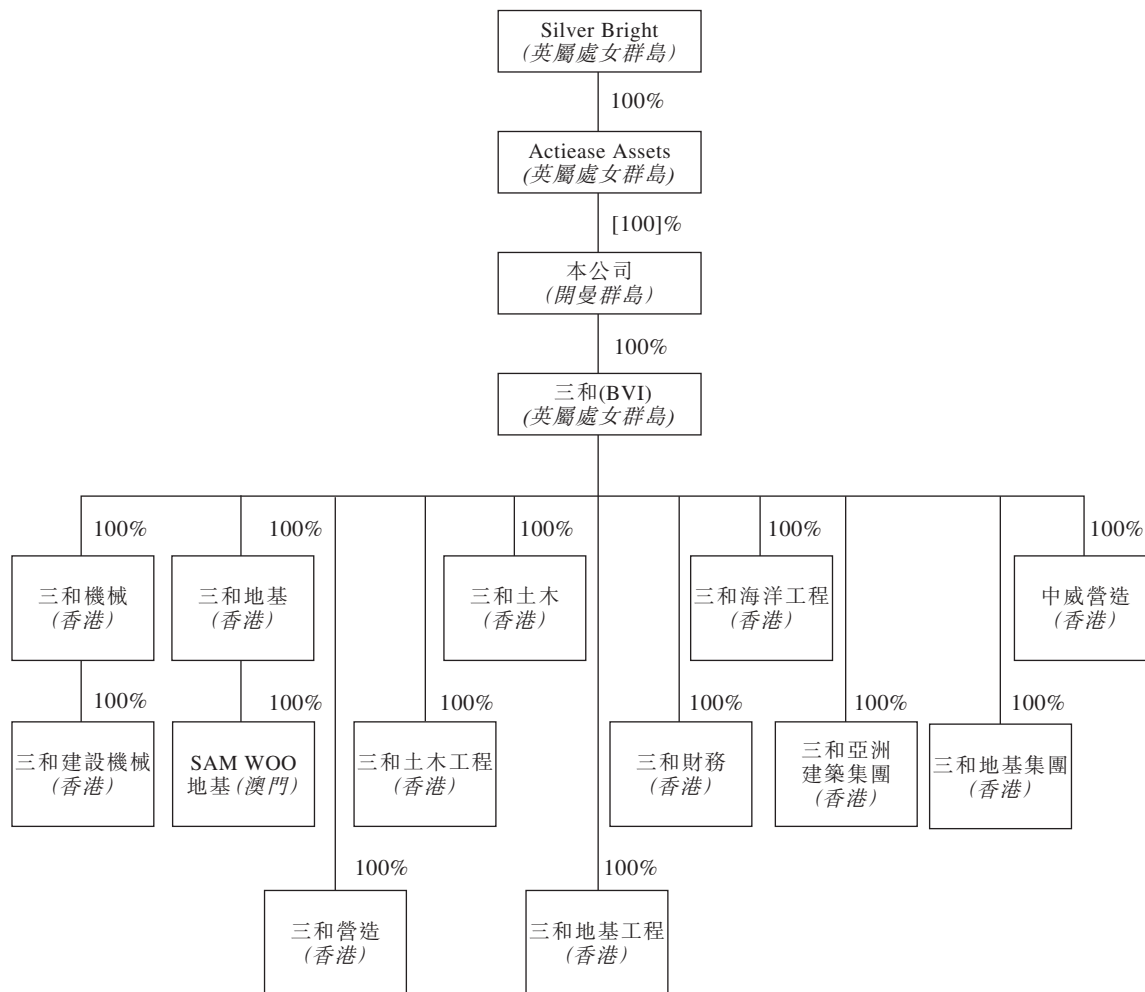 Silver Bright
(英屬處女群島)
100%
Actiease Assets
(英屬處女群島)
[100]%
本公司
(開曼群島)
100%
三和(BVI)
(英屬處女群島)
100%
100%
100%
100%
100%
三和機械
(香港)
三和地基
(香港)
三和土木
(香港)
三和海洋工程
(香港)
中威營造
(香港)
100%
100%
100%
100%
100%
100%
三和建設機械
(香港)
SAM WOO
地基(澳門)
三和土木工程
(香港)
三和財務
(香港)
三和亞洲
建築集團
(香港)
三和地基集團
(香港)
100%
100%
三和營造
(香港)
三和地基工程
(香港)